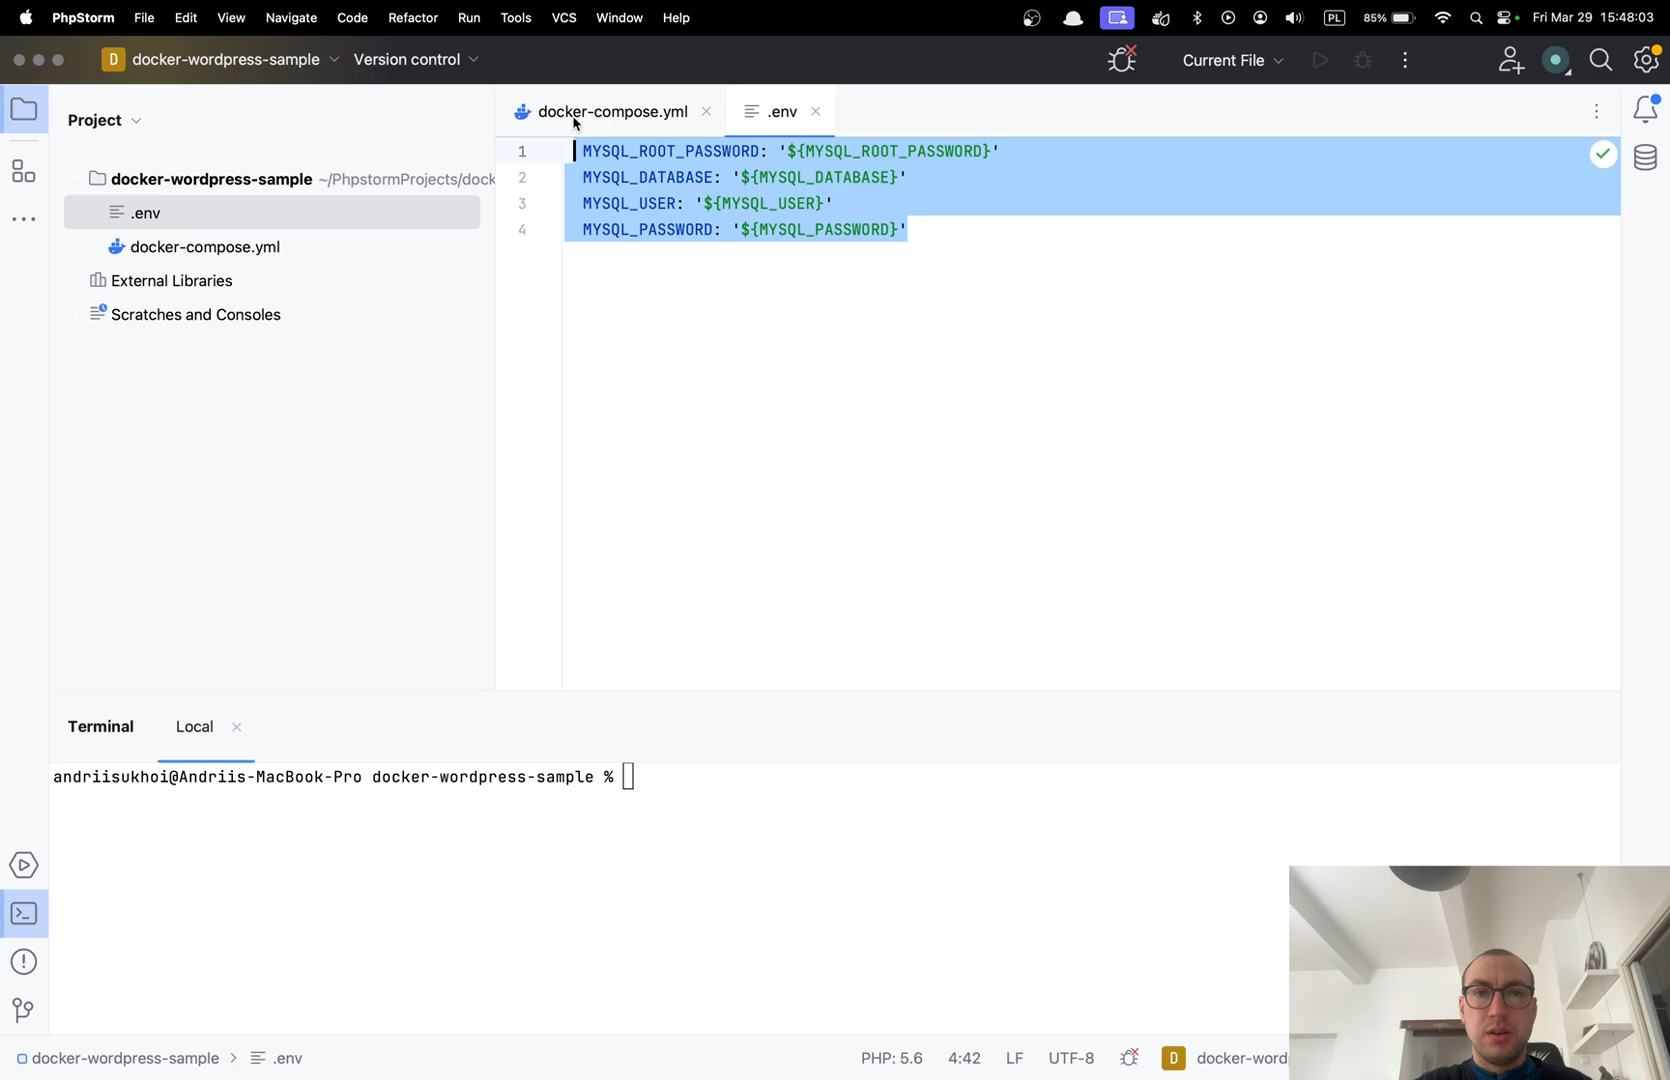 PhpStorm File Edit View Navigate Code Refactor Run Tools VCS Window Help PL 85% Fri Mar 29 15:48:03
D docker-wordpress-sample Version control Current File
Project
docker-compose.yml .env
docker-wordpress-sample ~/PhpstormProjects/dock
.env
docker-compose.yml
External Libraries
Scratches and Consoles
1 MYSQL_ROOT_PASSWORD: '${MYSQL_ROOT_PASSWORD}'
2 MYSQL_DATABASE: '${MYSQL_DATABASE}'
3 MYSQL_USER: '${MYSQL_USER}'
4 MYSQL_PASSWORD: '${MYSQL_PASSWORD}'
Terminal Local
andriisukhoi@Andriis-MacBook-Pro docker-wordpress-sample %
docker-wordpress-sample > .env PHP: 5.6 4:42 LF UTF-8 D docker-word